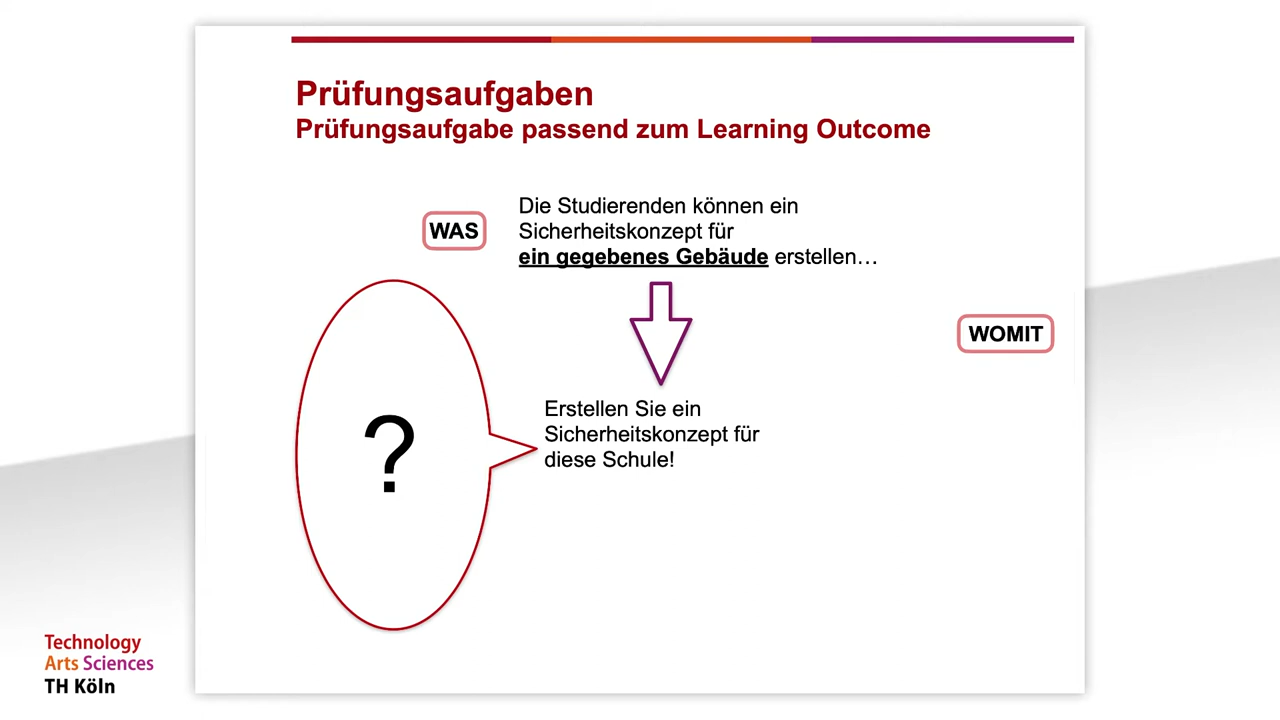 Prüfungsaufgaben
Prüfungsaufgabe passend zum Learning Outcome
WAS
Die Studierenden können ein
Sicherheitskonzept für
ein gegebenes Gebäude erstellen…
WOMIT
?
Erstellen Sie ein
Sicherheitskonzept für
diese Schule!
Technology
Arts Sciences
TH Köln